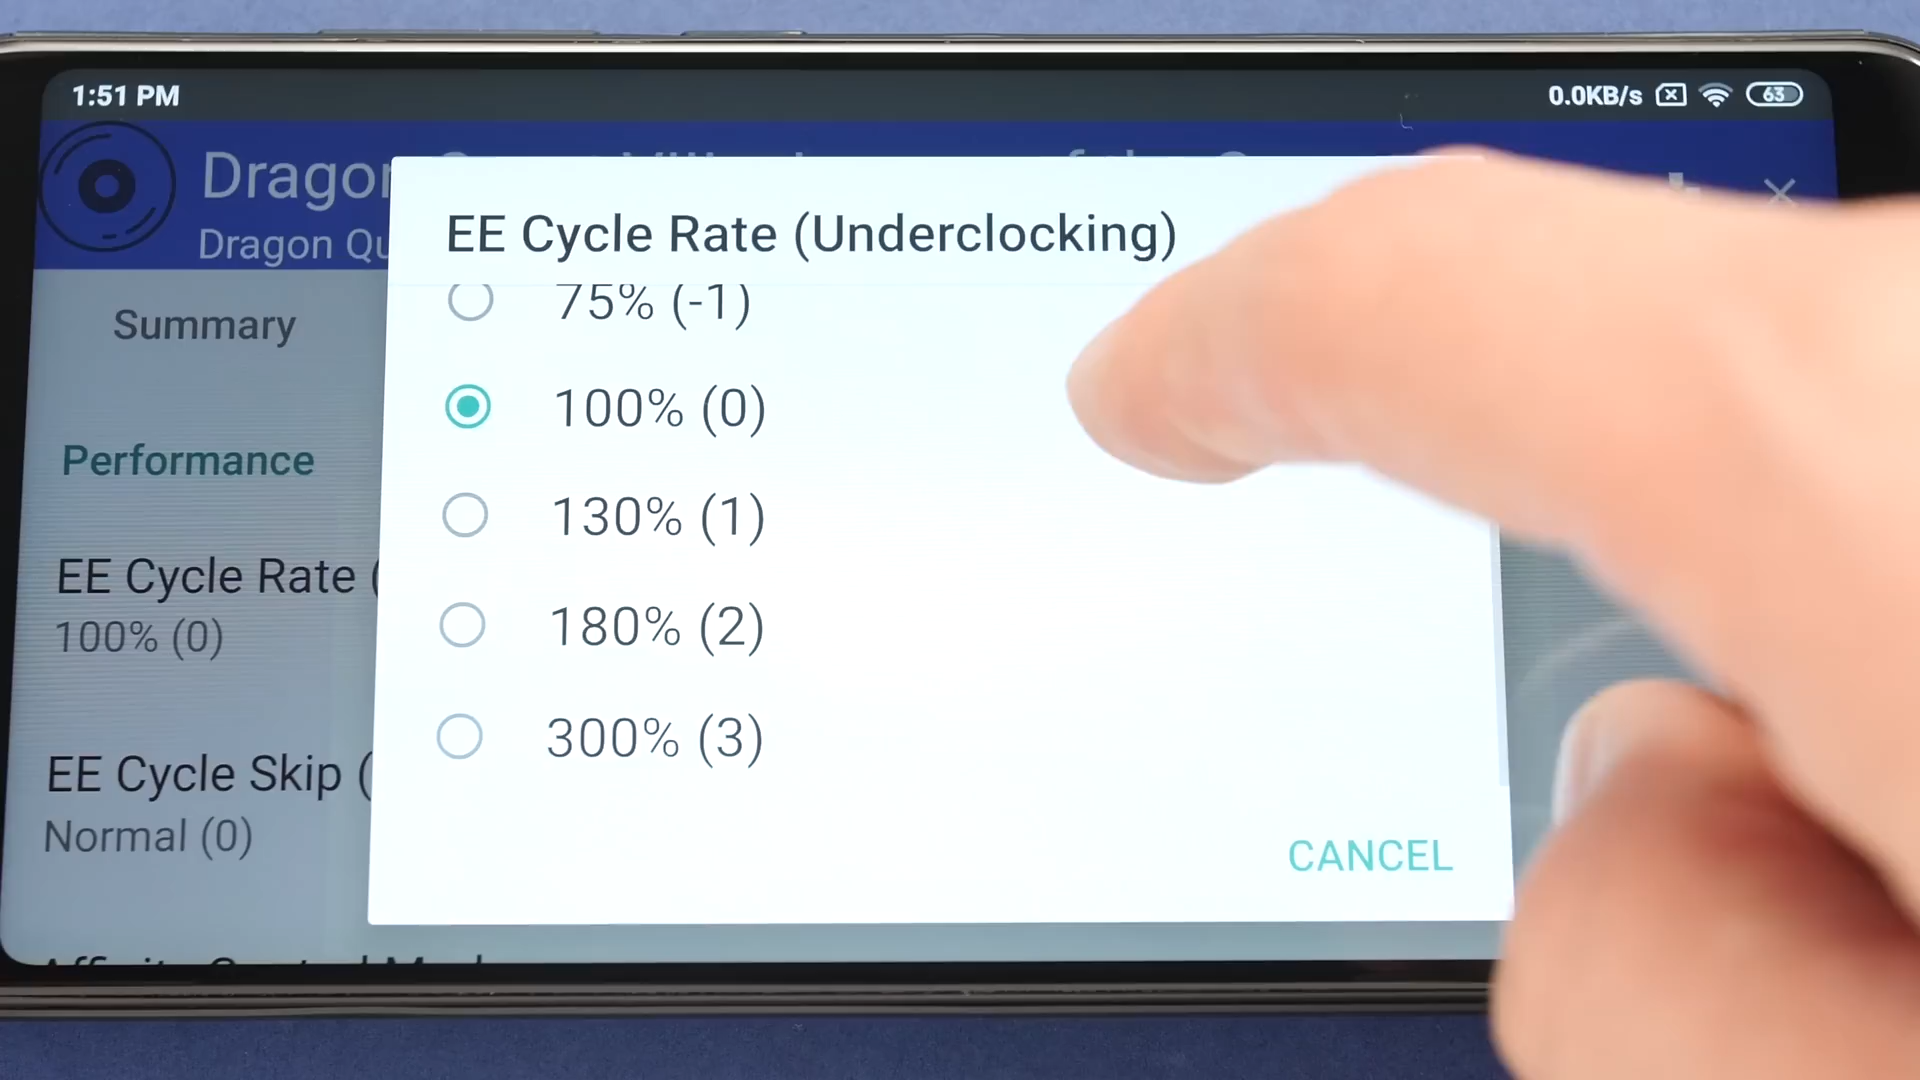 1:51 PM
0.0KB/s
63
Dragon
Dragon Qu
Summary
Performance
EE Cycle Rate (
100% (0)
EE Cycle Skip (
Normal (0)
EE Cycle Rate (Underclocking)
75% (-1)
100% (0)
130% (1)
180% (2)
300% (3)
CANCEL